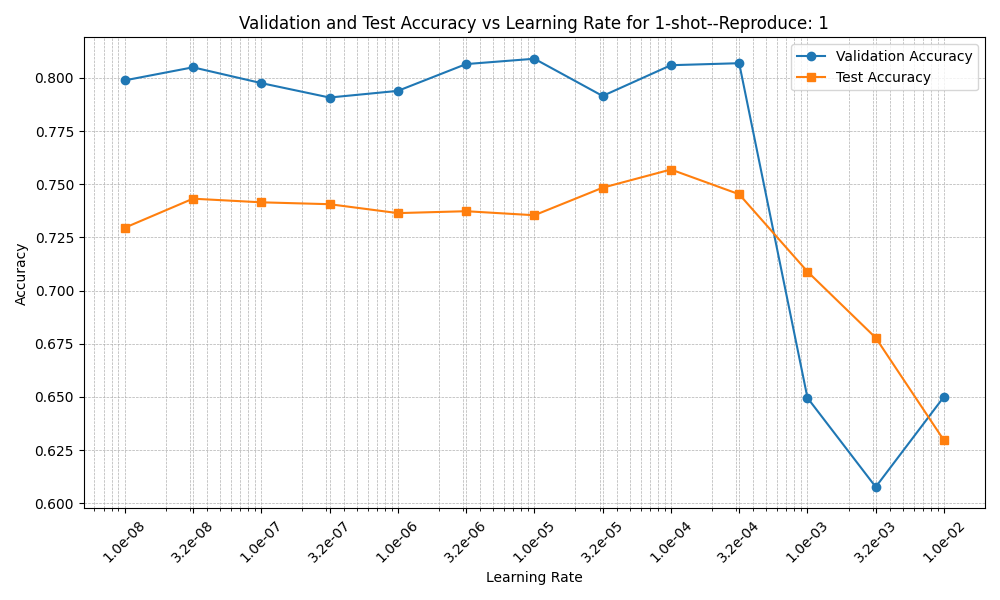 Validation and Test Accuracy vs Learning Rate for 1-shot--Reproduce: 1
Validation Accuracy
Test Accuracy
0.800
0.775
0.750
0.725
0.700
0.675
0.650
0.625
0.600
Accuracy
1.0e-08
3.2e-08
1.0e-07
3.2e-07
1.0e-06
3.2e-06
1.0e-05
3.2e-05
1.0e-04
3.2e-04
1.0e-03
3.2e-03
1.0e-02
Learning Rate